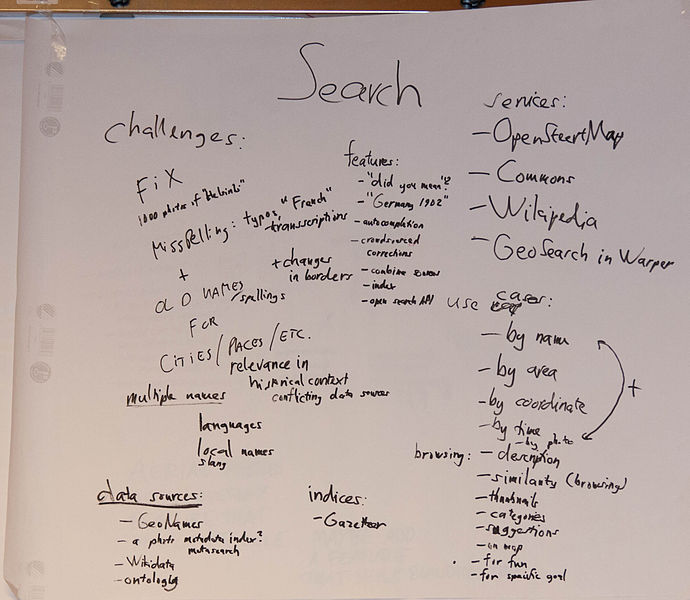 Search
challenges:
FIX
1000 photos of "Helsinki"
MISSPELLING: typos, "French"
-transscriptions
+
OLD NAMES
/spellings
+ changes
in borders
FOR
CITIES/PLACES/ETC.
relevance in
historical context
conflicting data sources
multiple names
languages
local names
slang
data sources:
- GeoNames
- a photo metadata index?
metasearch
- Wikidata
- ontology
features:
- "did you mean"?
- "Germany 1902"
- autocompletion
- crowdsourced
corrections
- combine sources
- index
- open search API
indices:
- Gazetteer
services:
- OpenSteertMap
- Commons
- Wikipedia
- GeoSearch in Warper
use cases:
- by name
- by area
- by coordinate
- by time
- by photo
+
browsing: - description
- similarity (browsing)
- thumbnails
- categories
- suggestions
- on map
- for fun
- for specific goal